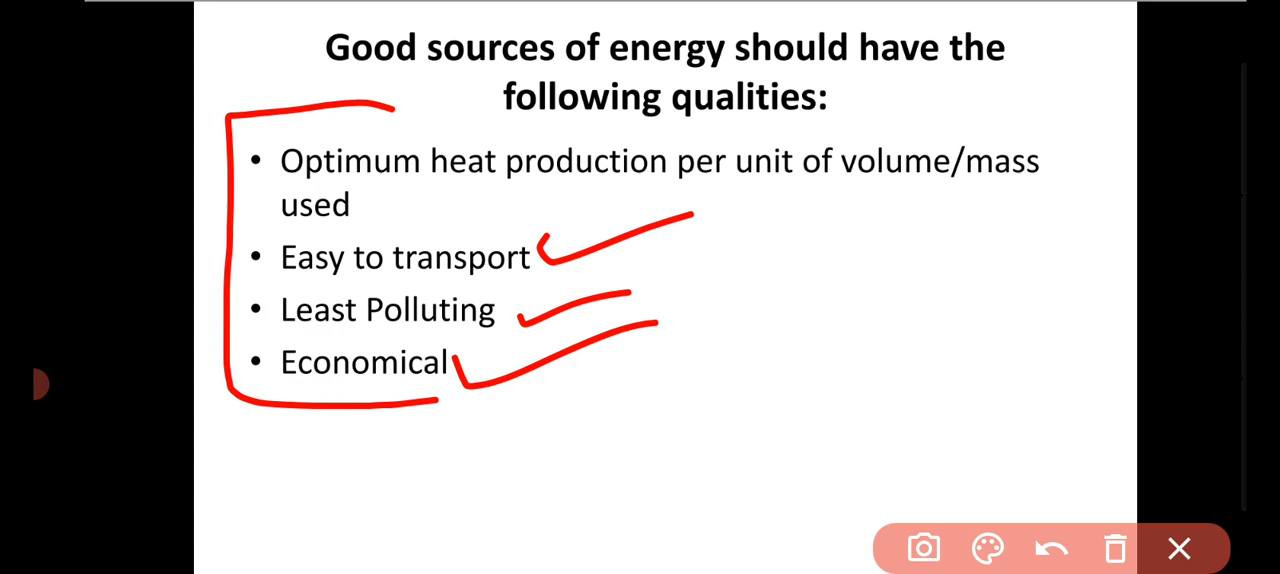 Good sources of energy should have the
following qualities:
• Optimum heat production per unit of volume/mass
used
• Easy to transport
• Least Polluting
• Economical